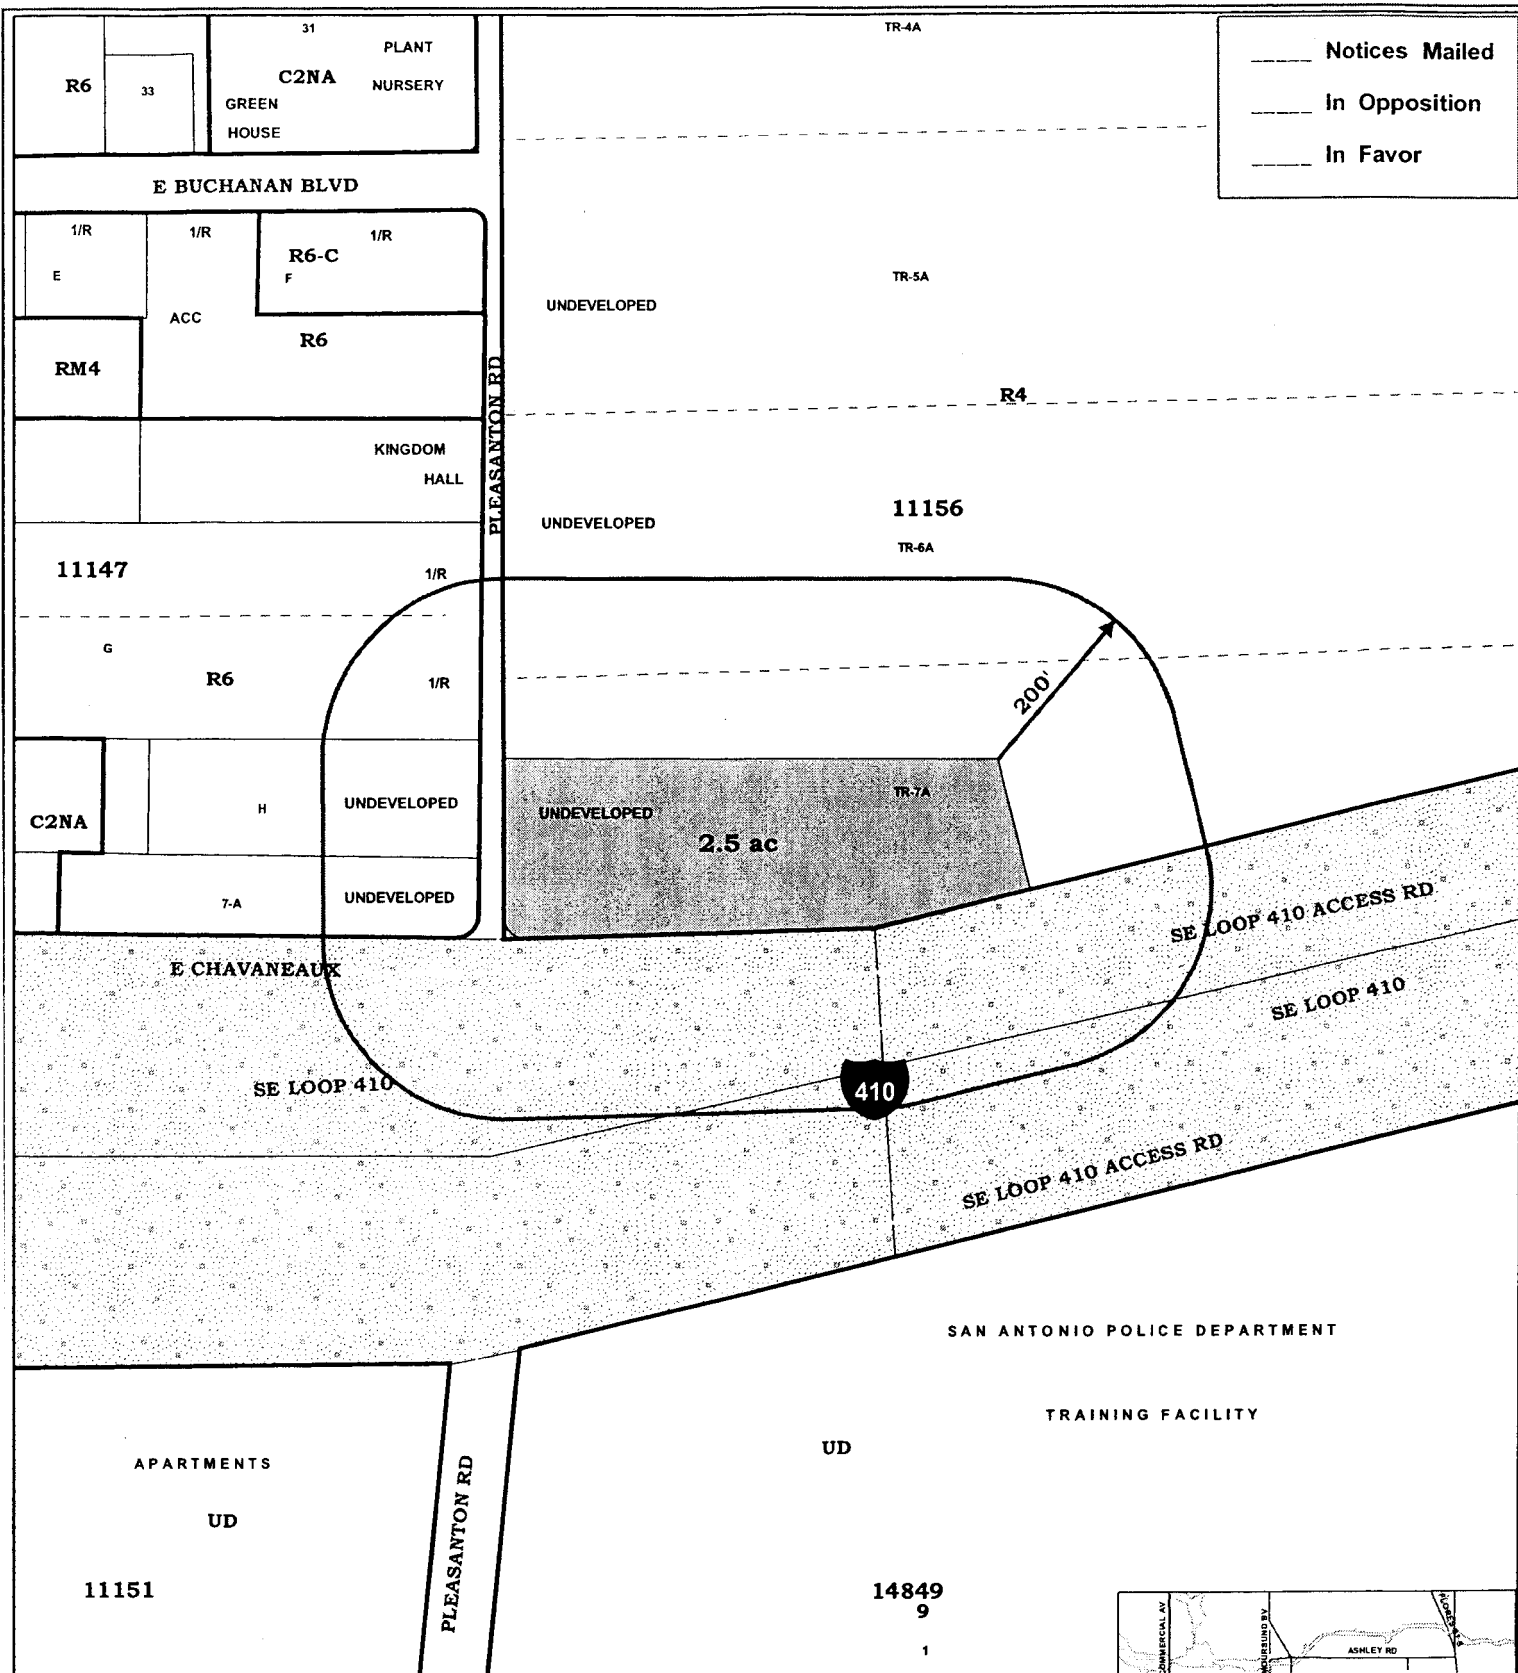 31
TR-4A
PLANT
C2NA
NURSERY
R6
33
GREEN
HOUSE
____ Notices Mailed
____ In Opposition
____ In Favor
E BUCHANAN BLVD
1/R
1/R
1/R
R6-C
E
F
TR-5A
UNDEVELOPED
ACC
R6
RM4
PLEASANTON RD
R4
KINGDOM
HALL
11156
UNDEVELOPED
TR-6A
11147
1/R
G
R6
1/R
200'
TR-7A
UNDEVELOPED
H
UNDEVELOPED
C2NA
2.5 ac
7-A
UNDEVELOPED
SE LOOP 410 ACCESS RD
E CHAVANEAUX
SE LOOP 410
SE LOOP 410
410
SE LOOP 410 ACCESS RD
SAN ANTONIO POLICE DEPARTMENT
TRAINING FACILITY
UD
APARTMENTS
UD
PLEASANTON RD
11151
14849
9
1
ASHLEY RD